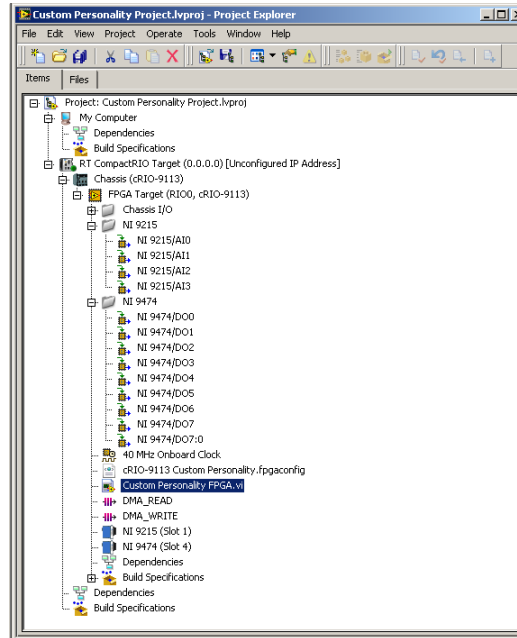 Custom Personality Project.lvproj - Project Explorer
File Edit View Project Operate Tools Window Help
Items Files
Project: Custom Personality Project.lvproj
My Computer
Dependencies
Build Specifications
RT CompactRIO Target (0.0.0.0) [Unconfigured IP Address]
Chassis (cRIO-9113)
FPGA Target (RIO0, cRIO-9113)
Chassis I/O
NI 9215
NI 9215/AI0
NI 9215/AI1
NI 9215/AI2
NI 9215/AI3
NI 9474
NI 9474/DO0
NI 9474/DO1
NI 9474/DO2
NI 9474/DO3
NI 9474/DO4
NI 9474/DO5
NI 9474/DO6
NI 9474/DO7
NI 9474/DO7:0
40 MHz Onboard Clock
cRIO-9113 Custom Personality.fpgaconfig
Custom Personality FPGA.vi
DMA_READ
DMA_WRITE
NI 9215 (Slot 1)
NI 9474 (Slot 4)
Dependencies
Build Specifications
Dependencies
Build Specifications